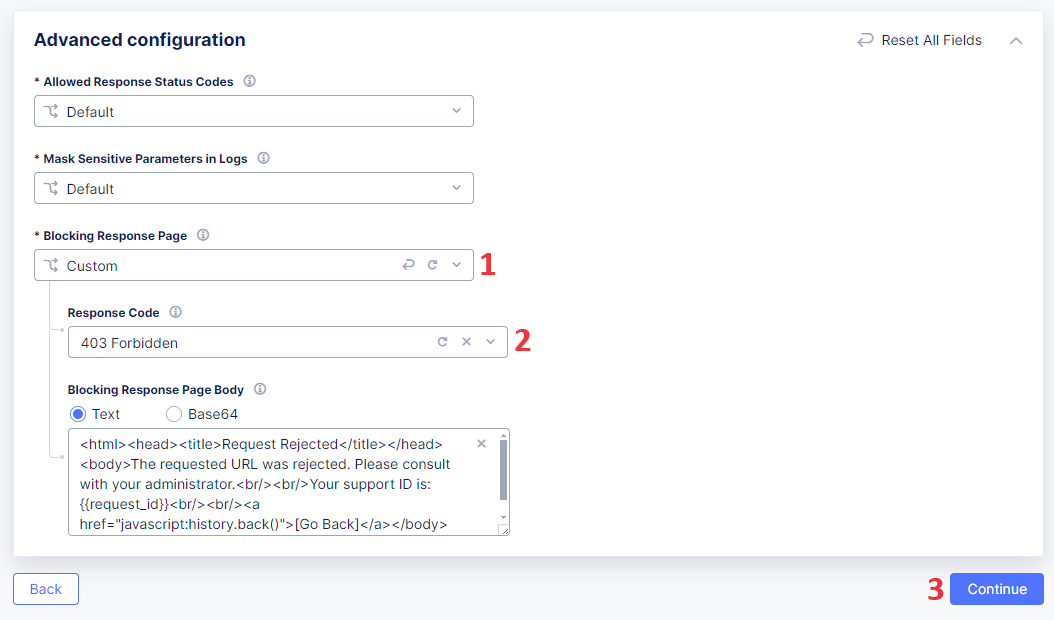 Advanced configuration
Reset All Fields
* Allowed Response Status Codes
Default
* Mask Sensitive Parameters in Logs
Default
* Blocking Response Page
Custom
1
Response Code
403 Forbidden
2
Blocking Response Page Body
Text
Base64
<html><head><title>Request Rejected</title></head>
<body>The requested URL was rejected. Please consult
with your administrator.<br/><br/>Your support ID is:
{{request_id}}<br/><br/><a
href="javascript:history.back()">[Go Back]</a></body>
Back
3
Continue